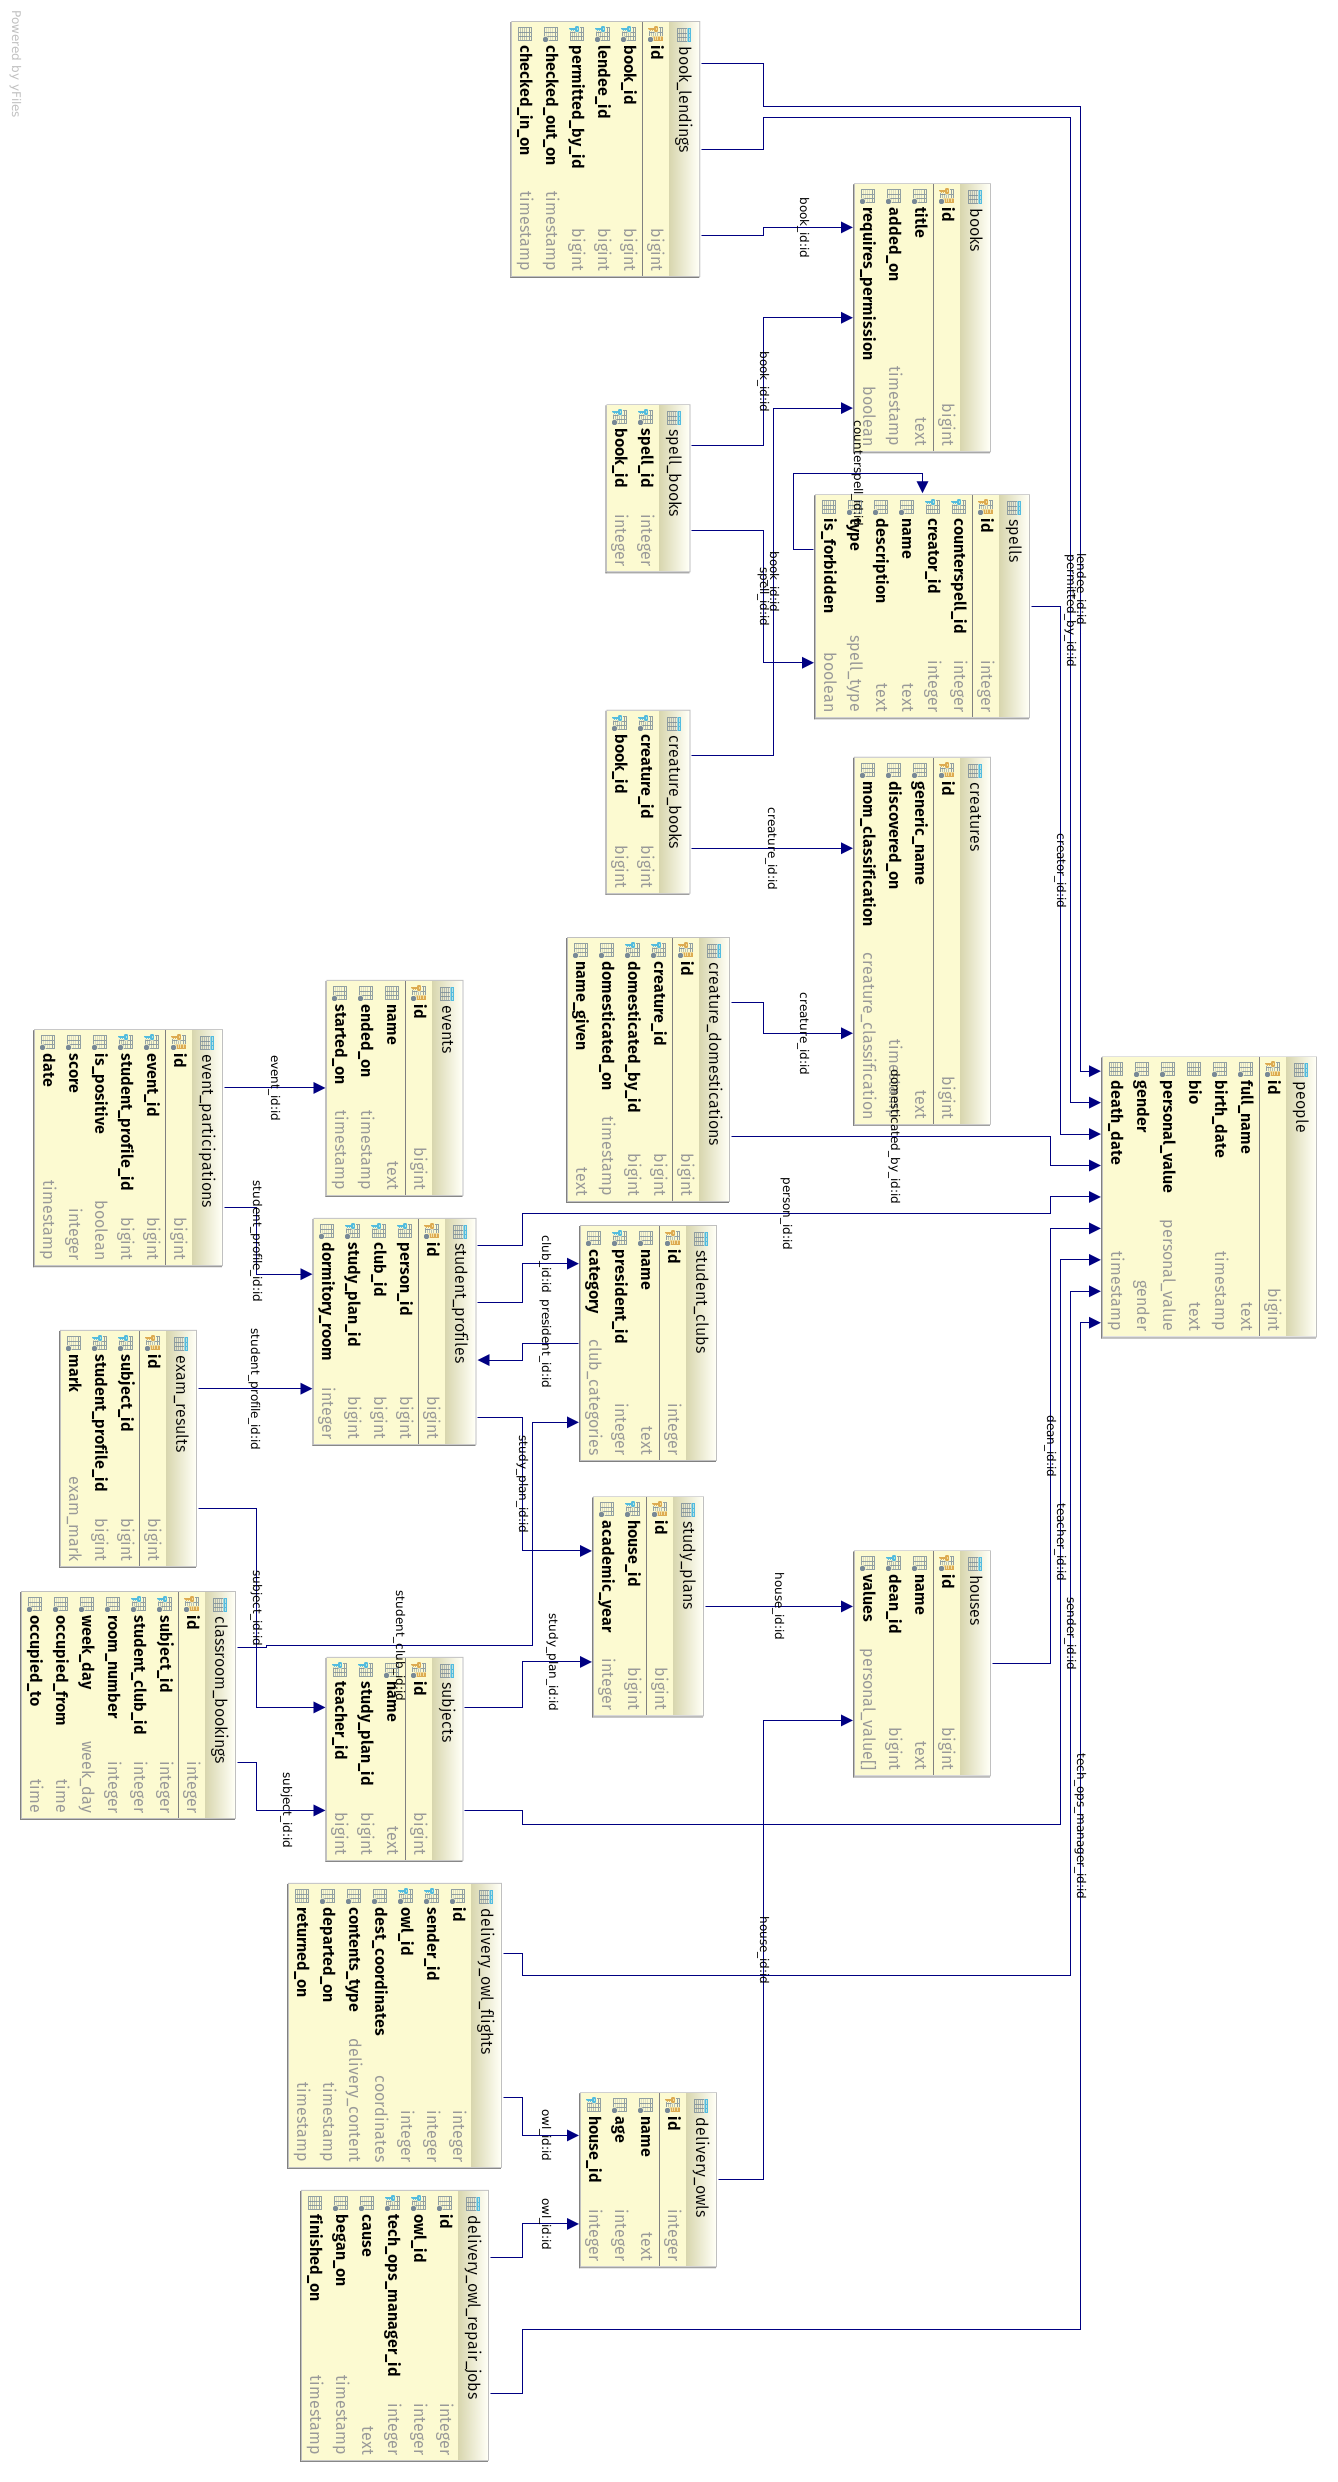 people
id bigint
full_name text
birth_date timestamp
bio text
personal_value personal_value
gender gender
death_date timestamp
lendee_id:id
permitted_by_id:id
creator_id:id
domesticated_by_id:id
person_id:id
dean_id:id
teacher_id:id
sender_id:id
tech_ops_manager_id:id
books
id bigint
title text
added_on timestamp
requires_permission boolean
spells
id integer
counterspell_id integer
creator_id integer
name text
description text
type spell_type
is_forbidden boolean
counterspell_id:id
creatures
id bigint
generic_name text
discovered_on timestamp
mom_classification creature_classification
houses
id bigint
name text
dean_id bigint
values personal_value[]
book_id:id
book_id:id
book_id:id
spell_id:id
creature_id:id
creature_id:id
house_id:id
house_id:id
book_lendings
id bigint
book_id bigint
lendee_id bigint
permitted_by_id bigint
checked_out_on timestamp
checked_in_on timestamp
spell_books
spell_id integer
book_id integer
creature_books
creature_id bigint
book_id bigint
creature_domestications
id bigint
creature_id bigint
domesticated_by_id bigint
domesticated_on timestamp
name_given text
student_clubs
id integer
name text
president_id integer
category club_categories
study_plans
id bigint
house_id bigint
academic_year integer
delivery_owls
id integer
name text
age integer
house_id integer
club_id:id
president_id:id
study_plan_id:id
study_plan_id:id
owl_id:id
owl_id:id
events
id bigint
name text
ended_on timestamp
started_on timestamp
student_profiles
id bigint
person_id bigint
club_id bigint
study_plan_id bigint
dormitory_room integer
subjects
id bigint
name text
study_plan_id bigint
teacher_id bigint
student_club_id:id
delivery_owl_flights
id integer
sender_id integer
owl_id integer
dest_coordinates coordinates
contents_type delivery_content
departed_on timestamp
returned_on timestamp
delivery_owl_repair_jobs
id integer
owl_id integer
tech_ops_manager_id integer
cause text
began_on timestamp
finished_on timestamp
event_id:id
student_profile_id:id
student_profile_id:id
subject_id:id
subject_id:id
event_participations
id bigint
event_id bigint
student_profile_id bigint
is_positive boolean
score integer
date timestamp
exam_results
id bigint
subject_id bigint
student_profile_id bigint
mark exam_mark
classroom_bookings
id integer
subject_id integer
student_club_id integer
room_number integer
week_day week_day
occupied_from time
occupied_to time
Powered by yFiles